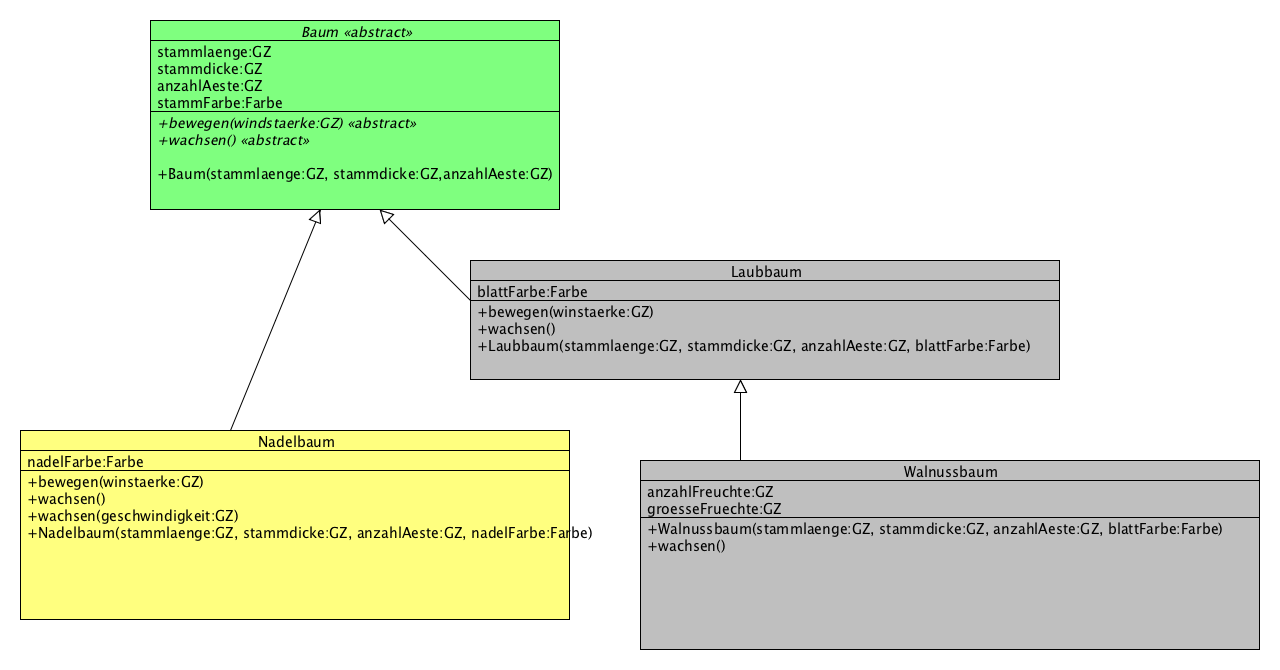 Baum «abstract»
stammlaenge:GZ
stammdicke:GZ
anzahlAeste:GZ
stammFarbe:Farbe
+bewegen(windstaerke:GZ) «abstract»
+wachsen() «abstract»
+Baum(stammlaenge:GZ, stammdicke:GZ,anzahlAeste:GZ)
Laubbaum
blattFarbe:Farbe
+bewegen(winstaerke:GZ)
+wachsen()
+Laubbaum(stammlaenge:GZ, stammdicke:GZ, anzahlAeste:GZ, blattFarbe:Farbe)
Nadelbaum
nadelFarbe:Farbe
+bewegen(winstaerke:GZ)
+wachsen()
+wachsen(geschwindigkeit:GZ)
+Nadelbaum(stammlaenge:GZ, stammdicke:GZ, anzahlAeste:GZ, nadelFarbe:Farbe)
Walnussbaum
anzahlFreuchte:GZ
groesseFruechte:GZ
+Walnussbaum(stammlaenge:GZ, stammdicke:GZ, anzahlAeste:GZ, blattFarbe:Farbe)
+wachsen()